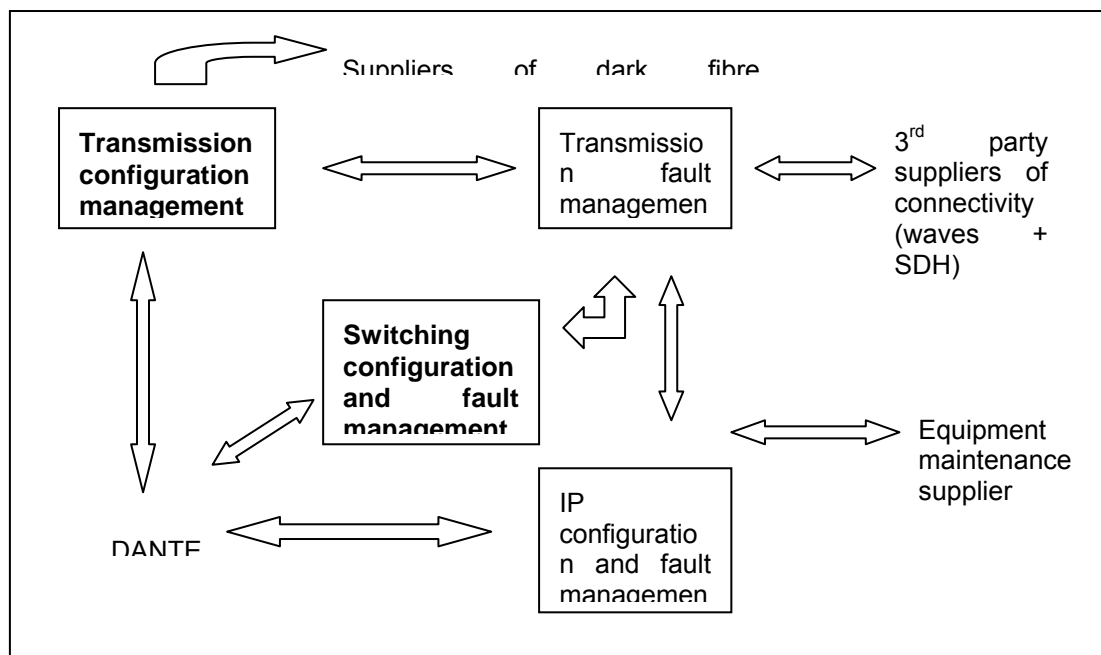 Suppliers of dark fibre
Transmission
configuration
management
Transmissio
n fault
managemen
3rd party
suppliers of
connectivity
(waves +
SDH)
Switching
configuration
and fault
management
Equipment
maintenance
supplier
DANTE
IP
configuratio
n and fault
managemen